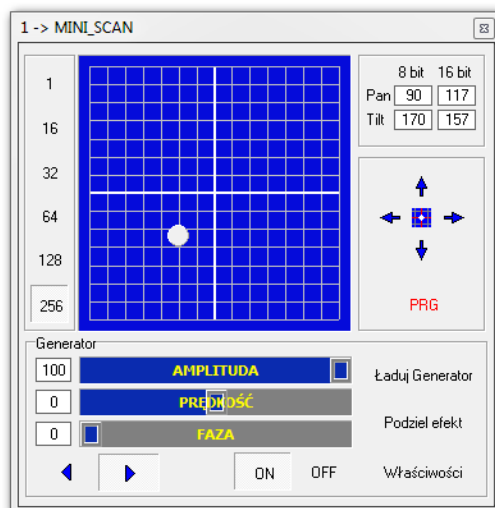 1 -> MINI_SCAN
1
16
32
64
128
256
8 bit 16 bit
Pan 90 117
Tilt 170 157
PRG
Generator
100 AMPLITUDA
0 PRĘDKOŚĆ
0 FAZA
Ładuj Generator
Podziel efekt
ON OFF Właściwości